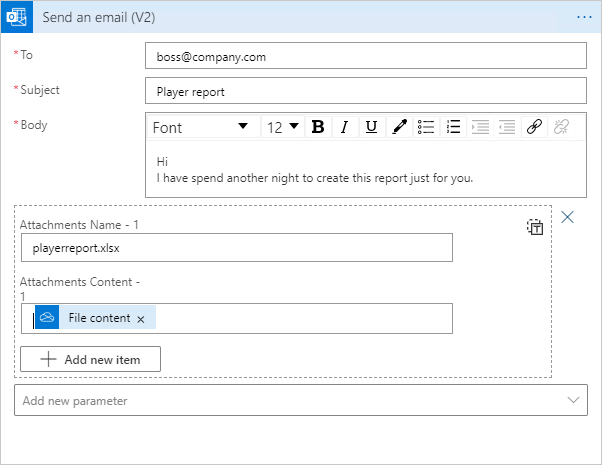 Send an email (V2)
...
* To
boss@company.com
* Subject
Player report
* Body
Font
12
B
I
U
Hi
I have spend another night to create this report just for you.
Attachments Name - 1
playerreport.xlsx
Attachments Content -
1
File content ×
Add new item
Add new parameter